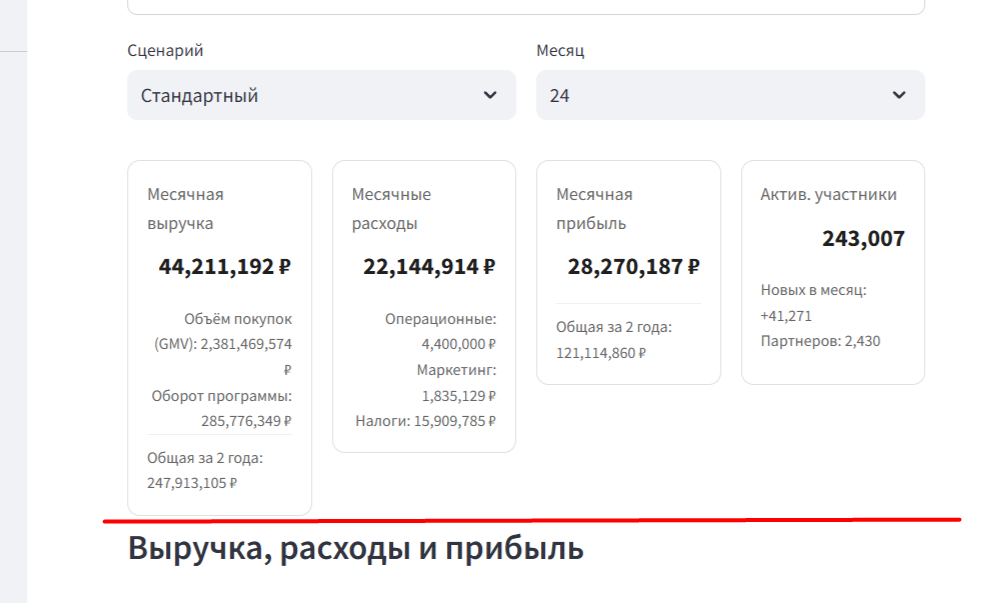 Сценарий
Стандартный
Месяц
24
Месячная
выручка
44,211,192 ₽
Объём покупок
(GMV): 2,381,469,574
₽
Оборот программы:
285,776,349 ₽
Общая за 2 года:
247,913,105 ₽
Месячные
расходы
22,144,914 ₽
Операционные:
4,400,000 ₽
Маркетинг:
1,835,129 ₽
Налоги: 15,909,785 ₽
Месячная
прибыль
28,270,187 ₽
Общая за 2 года:
121,114,860 ₽
Актив. участники
243,007
Новых в месяц:
+41,271
Партнеров: 2,430
Выручка, расходы и прибыль